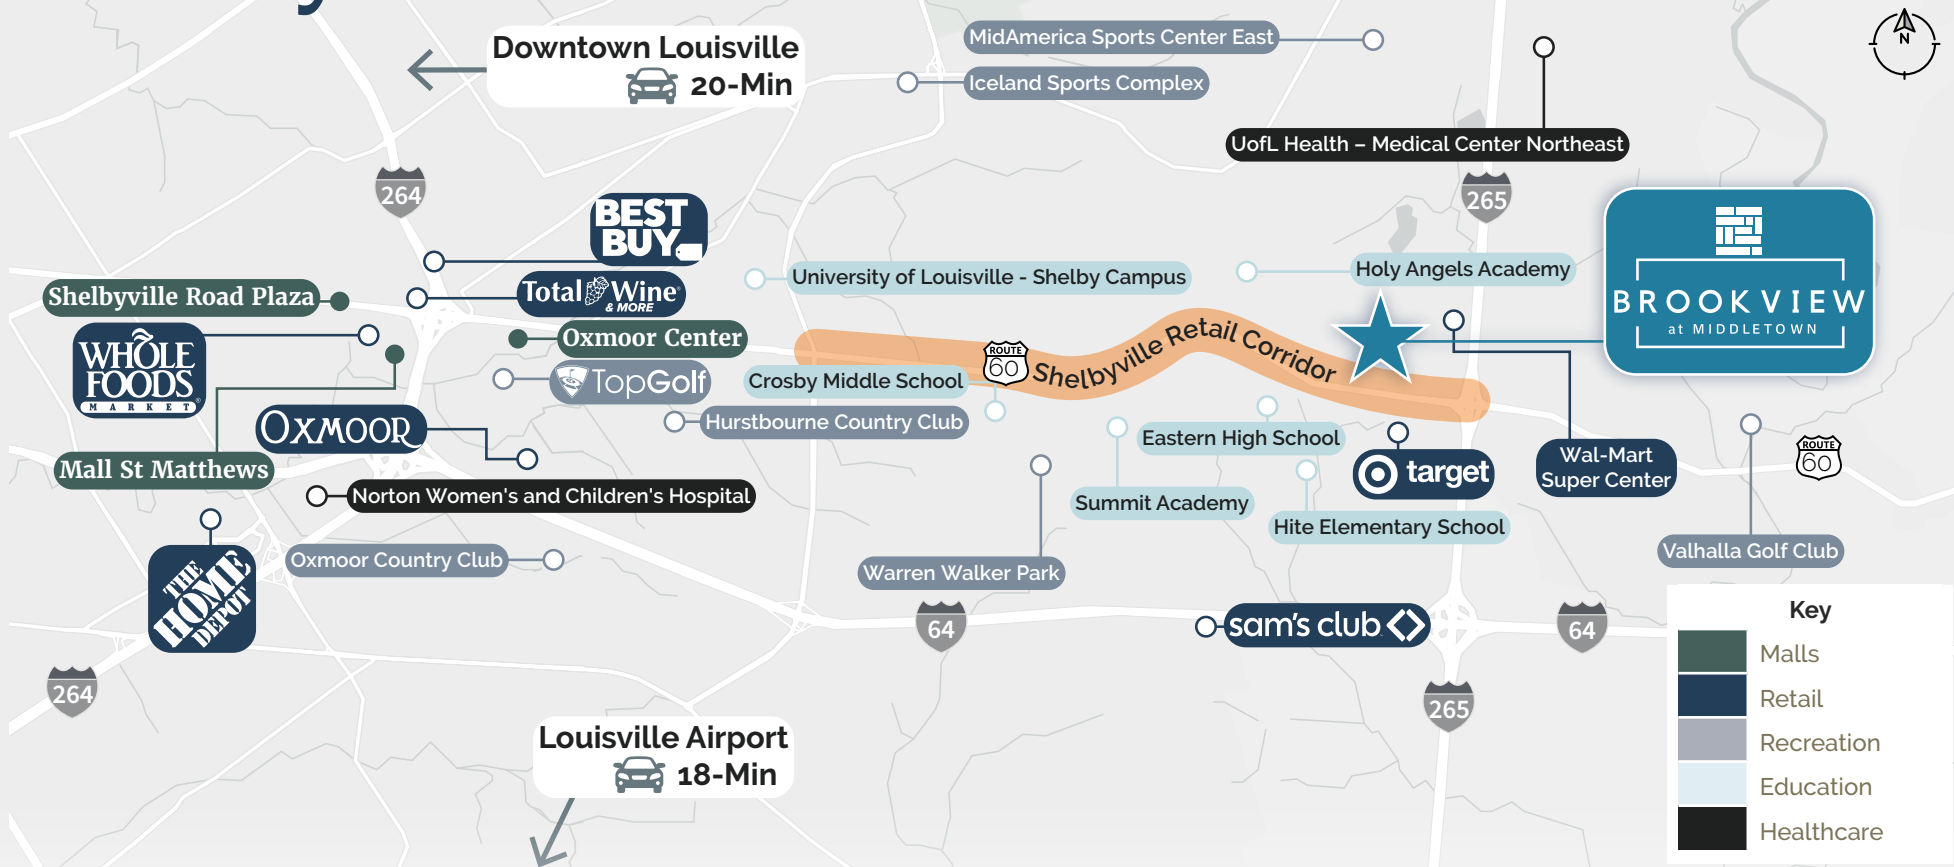 Downtown Louisville
20-Min
MidAmerica Sports Center East
Iceland Sports Complex
N
UofL Health – Medical Center Northeast
264
265
BEST
BUY
Total Wine
& MORE
Shelbyville Road Plaza
WHOLE
FOODS
MARKET
Oxmoor Center
TopGolf
University of Louisville - Shelby Campus
Holy Angels Academy
BROOKVIEW
at MIDDLETOWN
ROUTE
60
Shelbyville Retail Corridor
Crosby Middle School
Hurstbourne Country Club
OXMOOR
Mall St Matthews
Norton Women's and Children's Hospital
Eastern High School
target
Wal-Mart
Super Center
ROUTE
60
Summit Academy
Hite Elementary School
Valhalla Golf Club
THE
HOME
DEPOT
Oxmoor Country Club
Warren Walker Park
64
sam's club
64
264
265
Louisville Airport
18-Min
Key
Malls
Retail
Recreation
Education
Healthcare